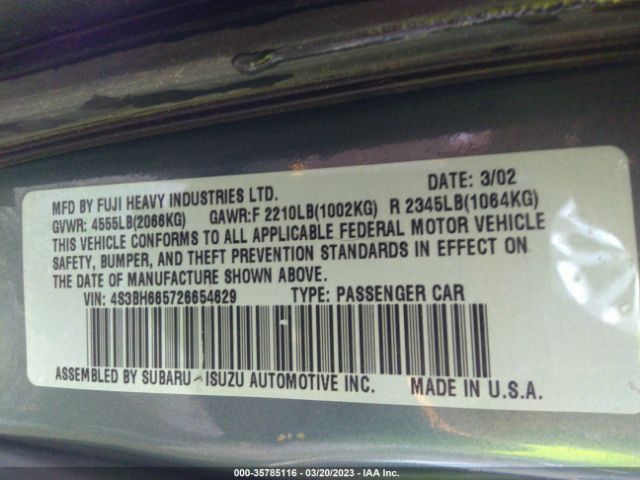 MFD BY FUJI HEAVY INDUSTRIES LTD. DATE: 3/02
GVWR: 4555LB(2066KG) GAWR:F 2210LB(1002KG) R 2345LB(1064KG)
THIS VEHICLE CONFORMS TO ALL APPLICABLE FEDERAL MOTOR VEHICLE
SAFETY, BUMPER, AND THEFT PREVENTION STANDARDS IN EFFECT ON
THE DATE OF MANUFACTURE SHOWN ABOVE.
VIN: 4S3BH665726654629 TYPE: PASSENGER CAR
ASSEMBLED BY SUBARU-ISUZU AUTOMOTIVE INC. MADE IN U.S.A.
000-35785116 — 03/20/2023 — IAA Inc.